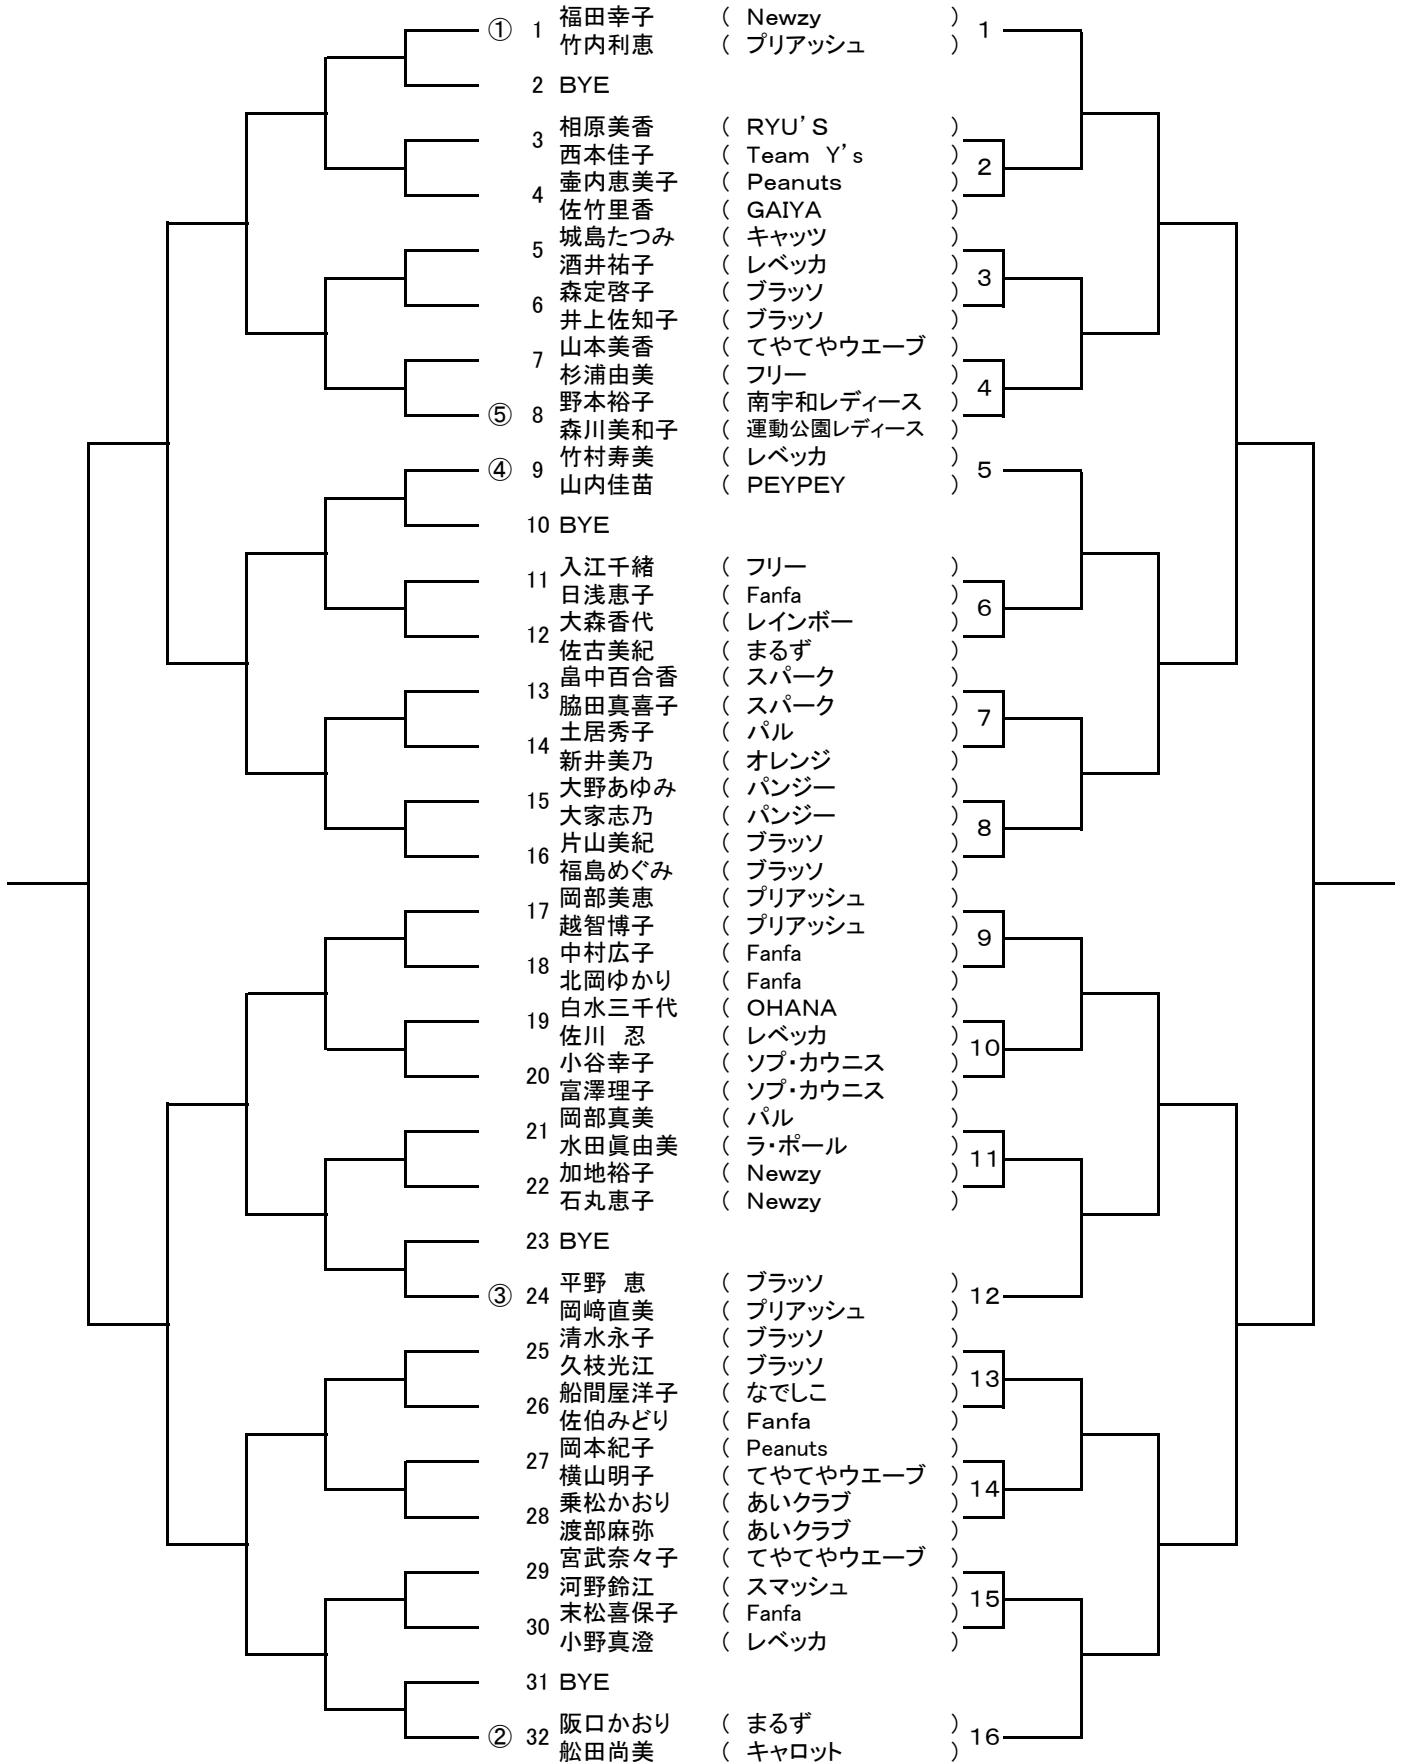 ① 1 福田幸子 ( Newzy ) 1
竹内利恵 ( プリアッシュ )
2 BYE
相原美香 ( RYU'S )
3 西本佳子 ( Team Y's ) 2
4 壷内恵美子 ( Peanuts )
佐竹里香 ( GAIYA )
5 城島たつみ ( キャッツ )
酒井祐子 ( レベッカ ) 3
6 森定啓子 ( ブラッソ )
井上佐知子 ( ブラッソ )
7 山本美香 ( てやてやウエーブ )
杉浦由美 ( フリー ) 4
⑤ 8 野本裕子 ( 南宇和レディース )
森川美和子 ( 運動公園レディース )
④ 9 竹村寿美 ( レベッカ ) 5
山内佳苗 ( PEYPEY )
10 BYE
11 入江千緒 ( フリー )
日浅恵子 ( Fanfa ) 6
12 大森香代 ( レインボー )
佐古美紀 ( まるず )
13 畠中百合香 ( スパーク )
脇田真喜子 ( スパーク ) 7
14 土居秀子 ( パル )
新井美乃 ( オレンジ )
15 大野あゆみ ( パンジー )
大家志乃 ( パンジー ) 8
16 片山美紀 ( ブラッソ )
福島めぐみ ( ブラッソ )
17 岡部美恵 ( プリアッシュ )
越智博子 ( プリアッシュ ) 9
18 中村広子 ( Fanfa )
北岡ゆかり ( Fanfa )
19 白水三千代 ( OHANA )
佐川 忍 ( レベッカ ) 10
20 小谷幸子 ( ソプ・カウニス )
富澤理子 ( ソプ・カウニス )
21 岡部真美 ( パル )
水田眞由美 ( ラ・ポール ) 11
22 加地裕子 ( Newzy )
石丸恵子 ( Newzy )
23 BYE
③ 24 平野 恵 ( ブラッソ ) 12
岡﨑直美 ( プリアッシュ )
25 清水永子 ( ブラッソ )
久枝光江 ( ブラッソ ) 13
26 船間屋洋子 ( なでしこ )
佐伯みどり ( Fanfa )
27 岡本紀子 ( Peanuts )
横山明子 ( てやてやウエーブ ) 14
28 乗松かおり ( あいクラブ )
渡部麻弥 ( あいクラブ )
29 宮武奈々子 ( てやてやウエーブ )
河野鈴江 ( スマッシュ ) 15
30 末松喜保子 ( Fanfa )
小野真澄 ( レベッカ )
31 BYE
② 32 阪口かおり ( まるず ) 16
舩田尚美 ( キャロット )